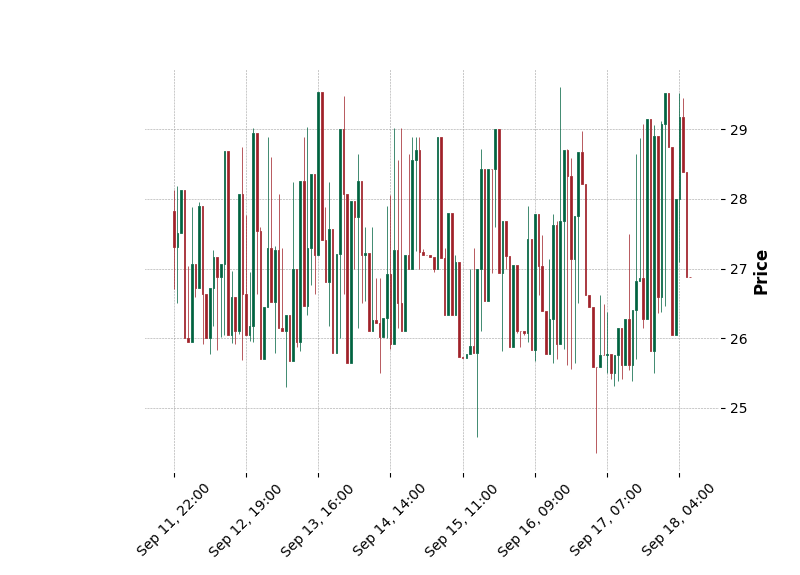 29
28
27
26
25
Price
Sep 11, 22:00
Sep 12, 19:00
Sep 13, 16:00
Sep 14, 14:00
Sep 15, 11:00
Sep 16, 09:00
Sep 17, 07:00
Sep 18, 04:00